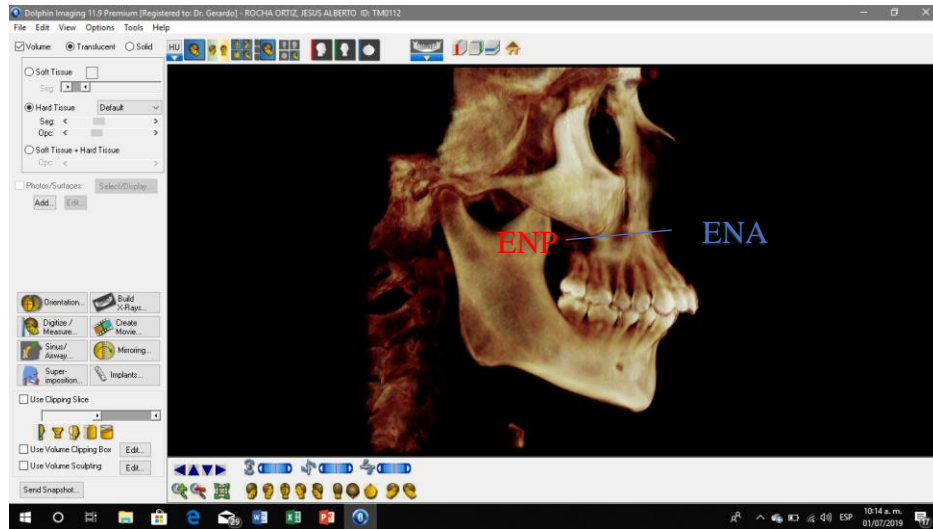 Dolphin Imaging 11.9 Premium [Registered to: Dr. Gerardo] - ROCHA ORTIZ, JESUS ALBERTO ID: TM0112
File Edit View Options Tools Help
Volume: Translucent Solid
HU
Soft Tissue
Seg:
Hard Tissue Default
Seg:
Opc:
Soft Tissue + Hard Tissue
Opc:
Photos/Surfaces: Select/Display...
Add... Edit...
ENP
ENA
Orientation... Build X-Rays...
Digitize / Measure... Create Movie...
Sinus/ Airway... Mirroring...
Super-imposition... Implants...
Use Clipping Slice
Use Volume Clipping Box Edit...
Use Volume Sculpting Edit...
Send Snapshot...
29
ESP
10:14 a. m.
01/07/2019
17